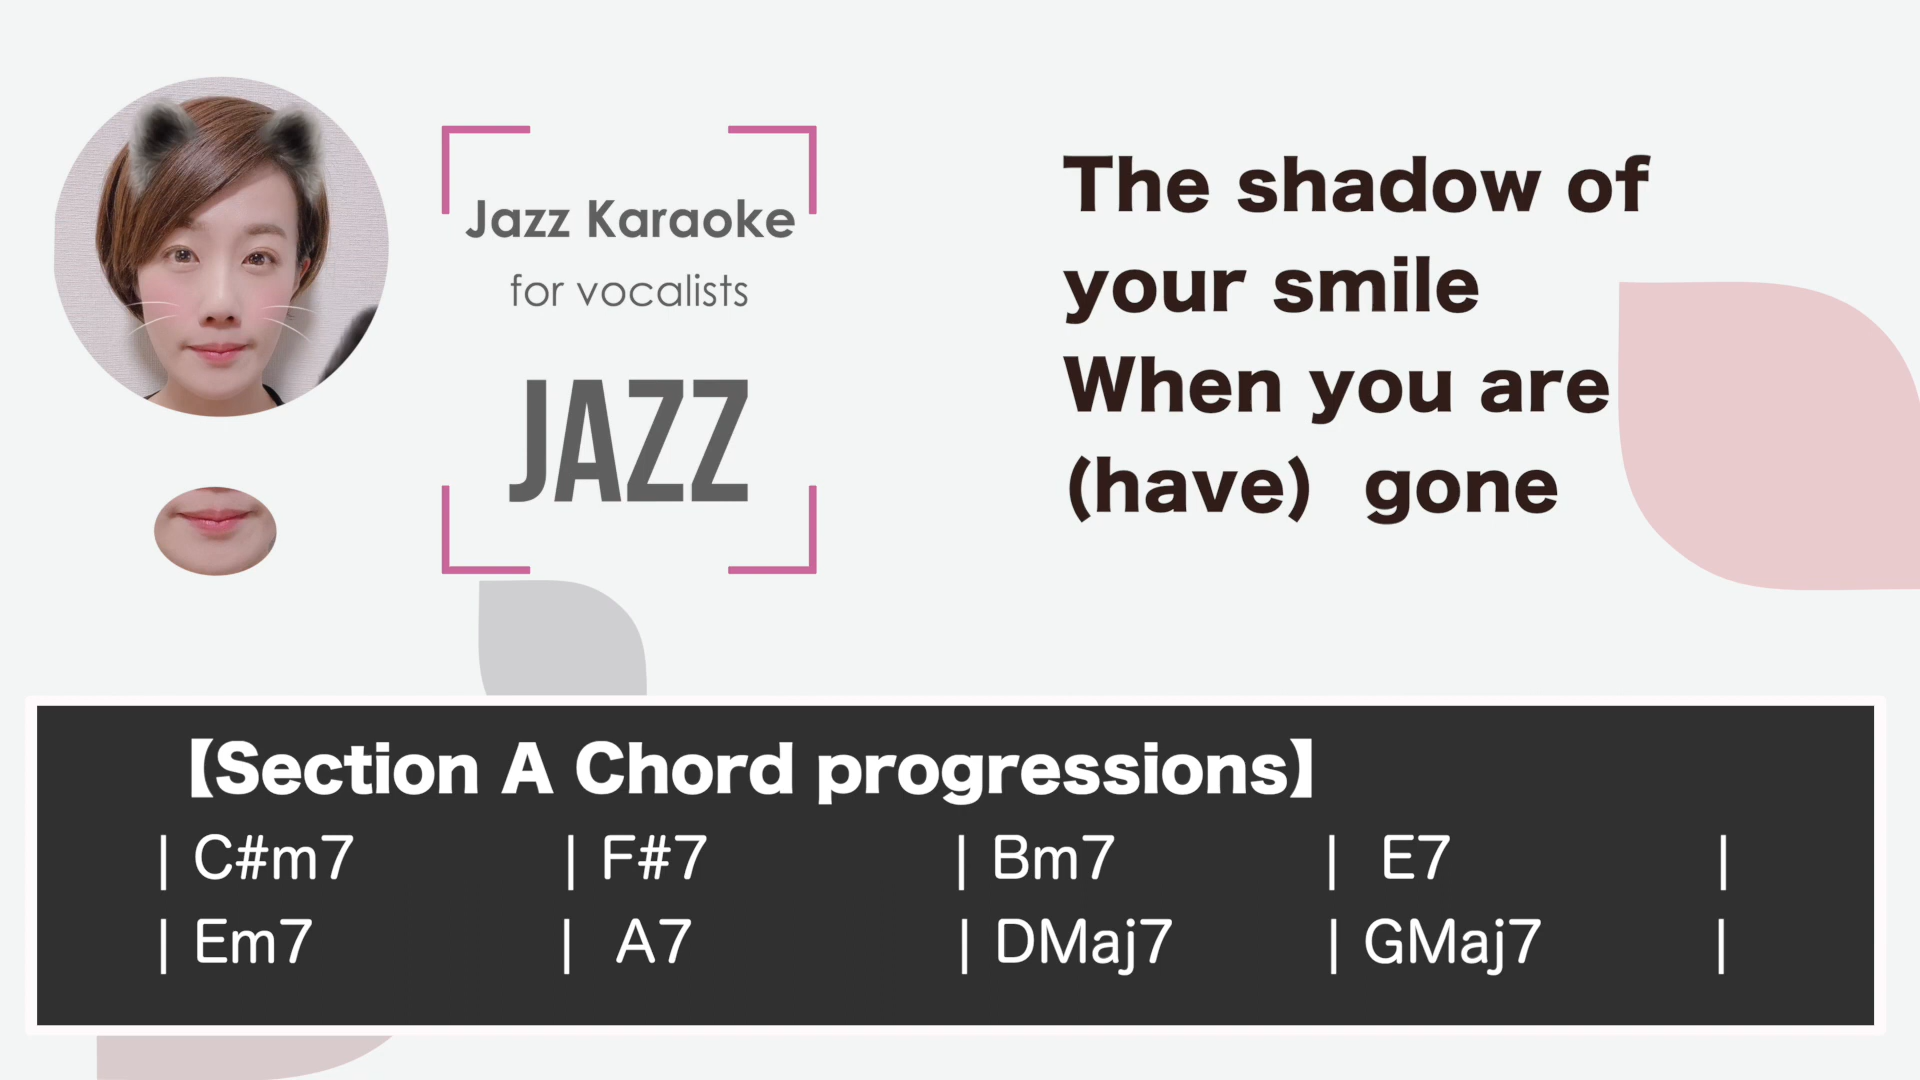 Jazz Karaoke
for vocalists
JAZZ
The shadow of
your smile
When you are
(have) gone
【Section A Chord progressions】
| C#m7 | F#7 | Bm7 | E7 |
| Em7 | A7 | DMaj7 | GMaj7 |